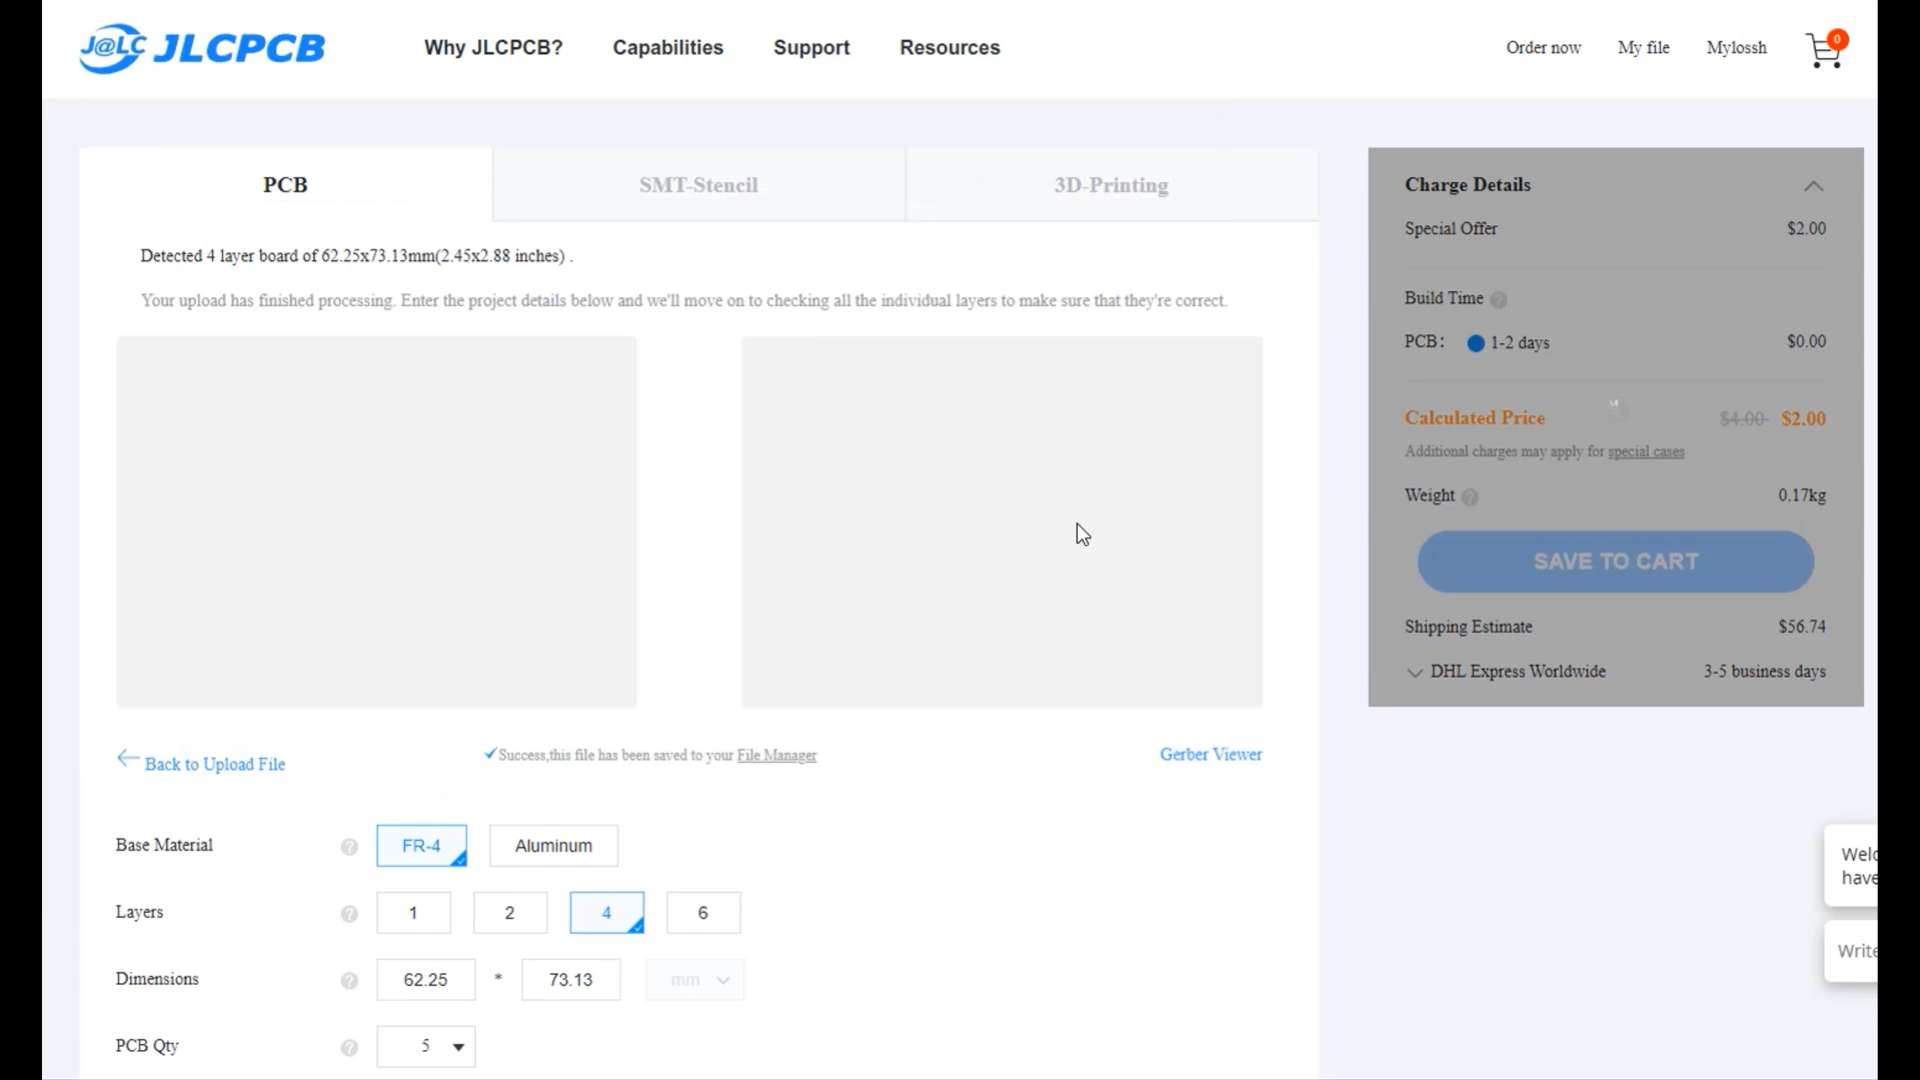 J@LC JLCPCB
Why JLCPCB?
Capabilities
Support
Resources
Order now
My file
Mylossh
0
PCB
SMT-Stencil
3D-Printing
Detected 4 layer board of 62.25x73.13mm(2.45x2.88 inches) .
Your upload has finished processing. Enter the project details below and we'll move on to checking all the individual layers to make sure that they're correct.
Back to Upload File
Success,this file has been saved to your File Manager
Gerber Viewer
Base Material ? FR-4 Aluminum
Layers ? 1 2 4 6
Dimensions ? 62.25 * 73.13 mm
PCB Qty ? 5
Charge Details
Special Offer $2.00
Build Time ?
PCB: 1-2 days $0.00
Calculated Price $4.00 $2.00
Additional charges may apply for special cases
Weight ? 0.17kg
SAVE TO CART
Shipping Estimate $56.74
DHL Express Worldwide 3-5 business days
Welc
have
Write